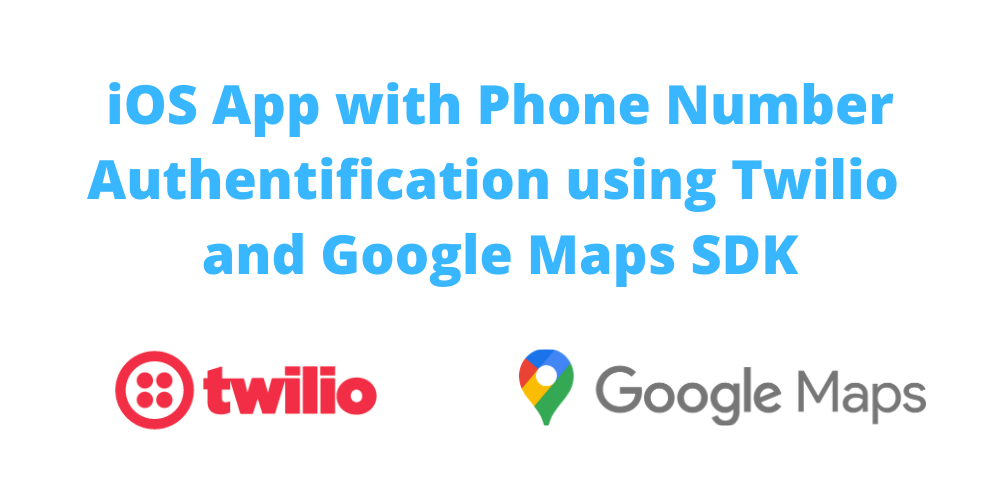 iOS App with Phone Number
Authentification using Twilio
and Google Maps SDK
twilio
Google Maps